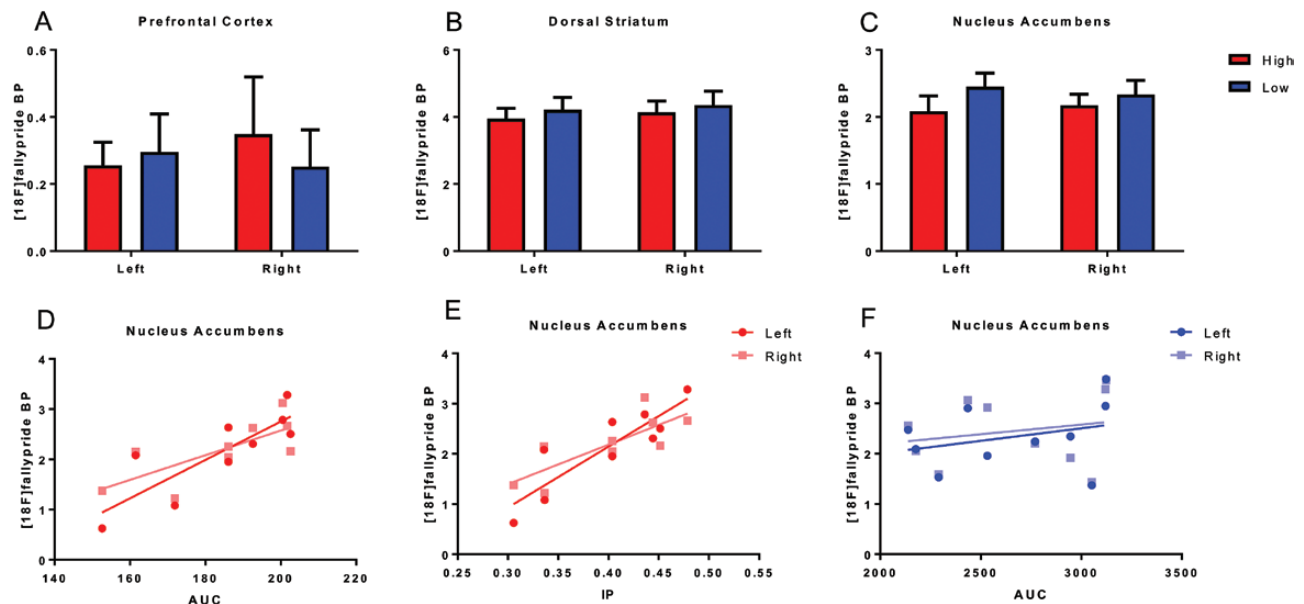 A
Prefrontal Cortex
[18F]fallypride BP
0.6
0.4
0.2
0.0
Left
Right
B
Dorsal Striatum
[18F]fallypride BP
6
4
2
0
Left
Right
C
Nucleus Accumbens
[18F]fallypride BP
3
2
1
0
Left
Right
High
Low
D
Nucleus Accumbens
[18F]fallypride BP
4
3
2
1
0
140
160
180
200
220
AUC
E
Nucleus Accumbens
Left
Right
[18F]fallypride BP
4
3
2
1
0
0.25
0.30
0.35
0.40
0.45
0.50
0.55
IP
F
Nucleus Accumbens
Left
Right
[18F]fallypride BP
4
3
2
1
0
2000
2500
3000
3500
AUC